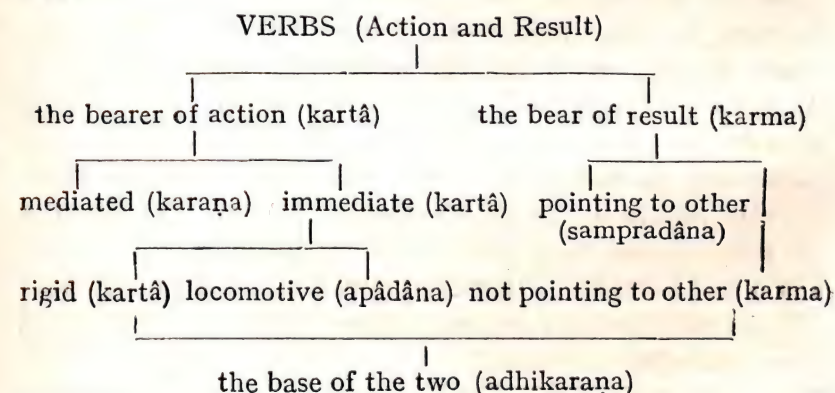 VERBS (Action and Result)
the bearer of action (kartâ) the bear of result (karma)
mediated (karaṇa) immediate (kartâ) pointing to other
(sampradâna)
rigid (kartâ) locomotive (apâdâna) not pointing to other (karma)
the base of the two (adhikaraṇa)